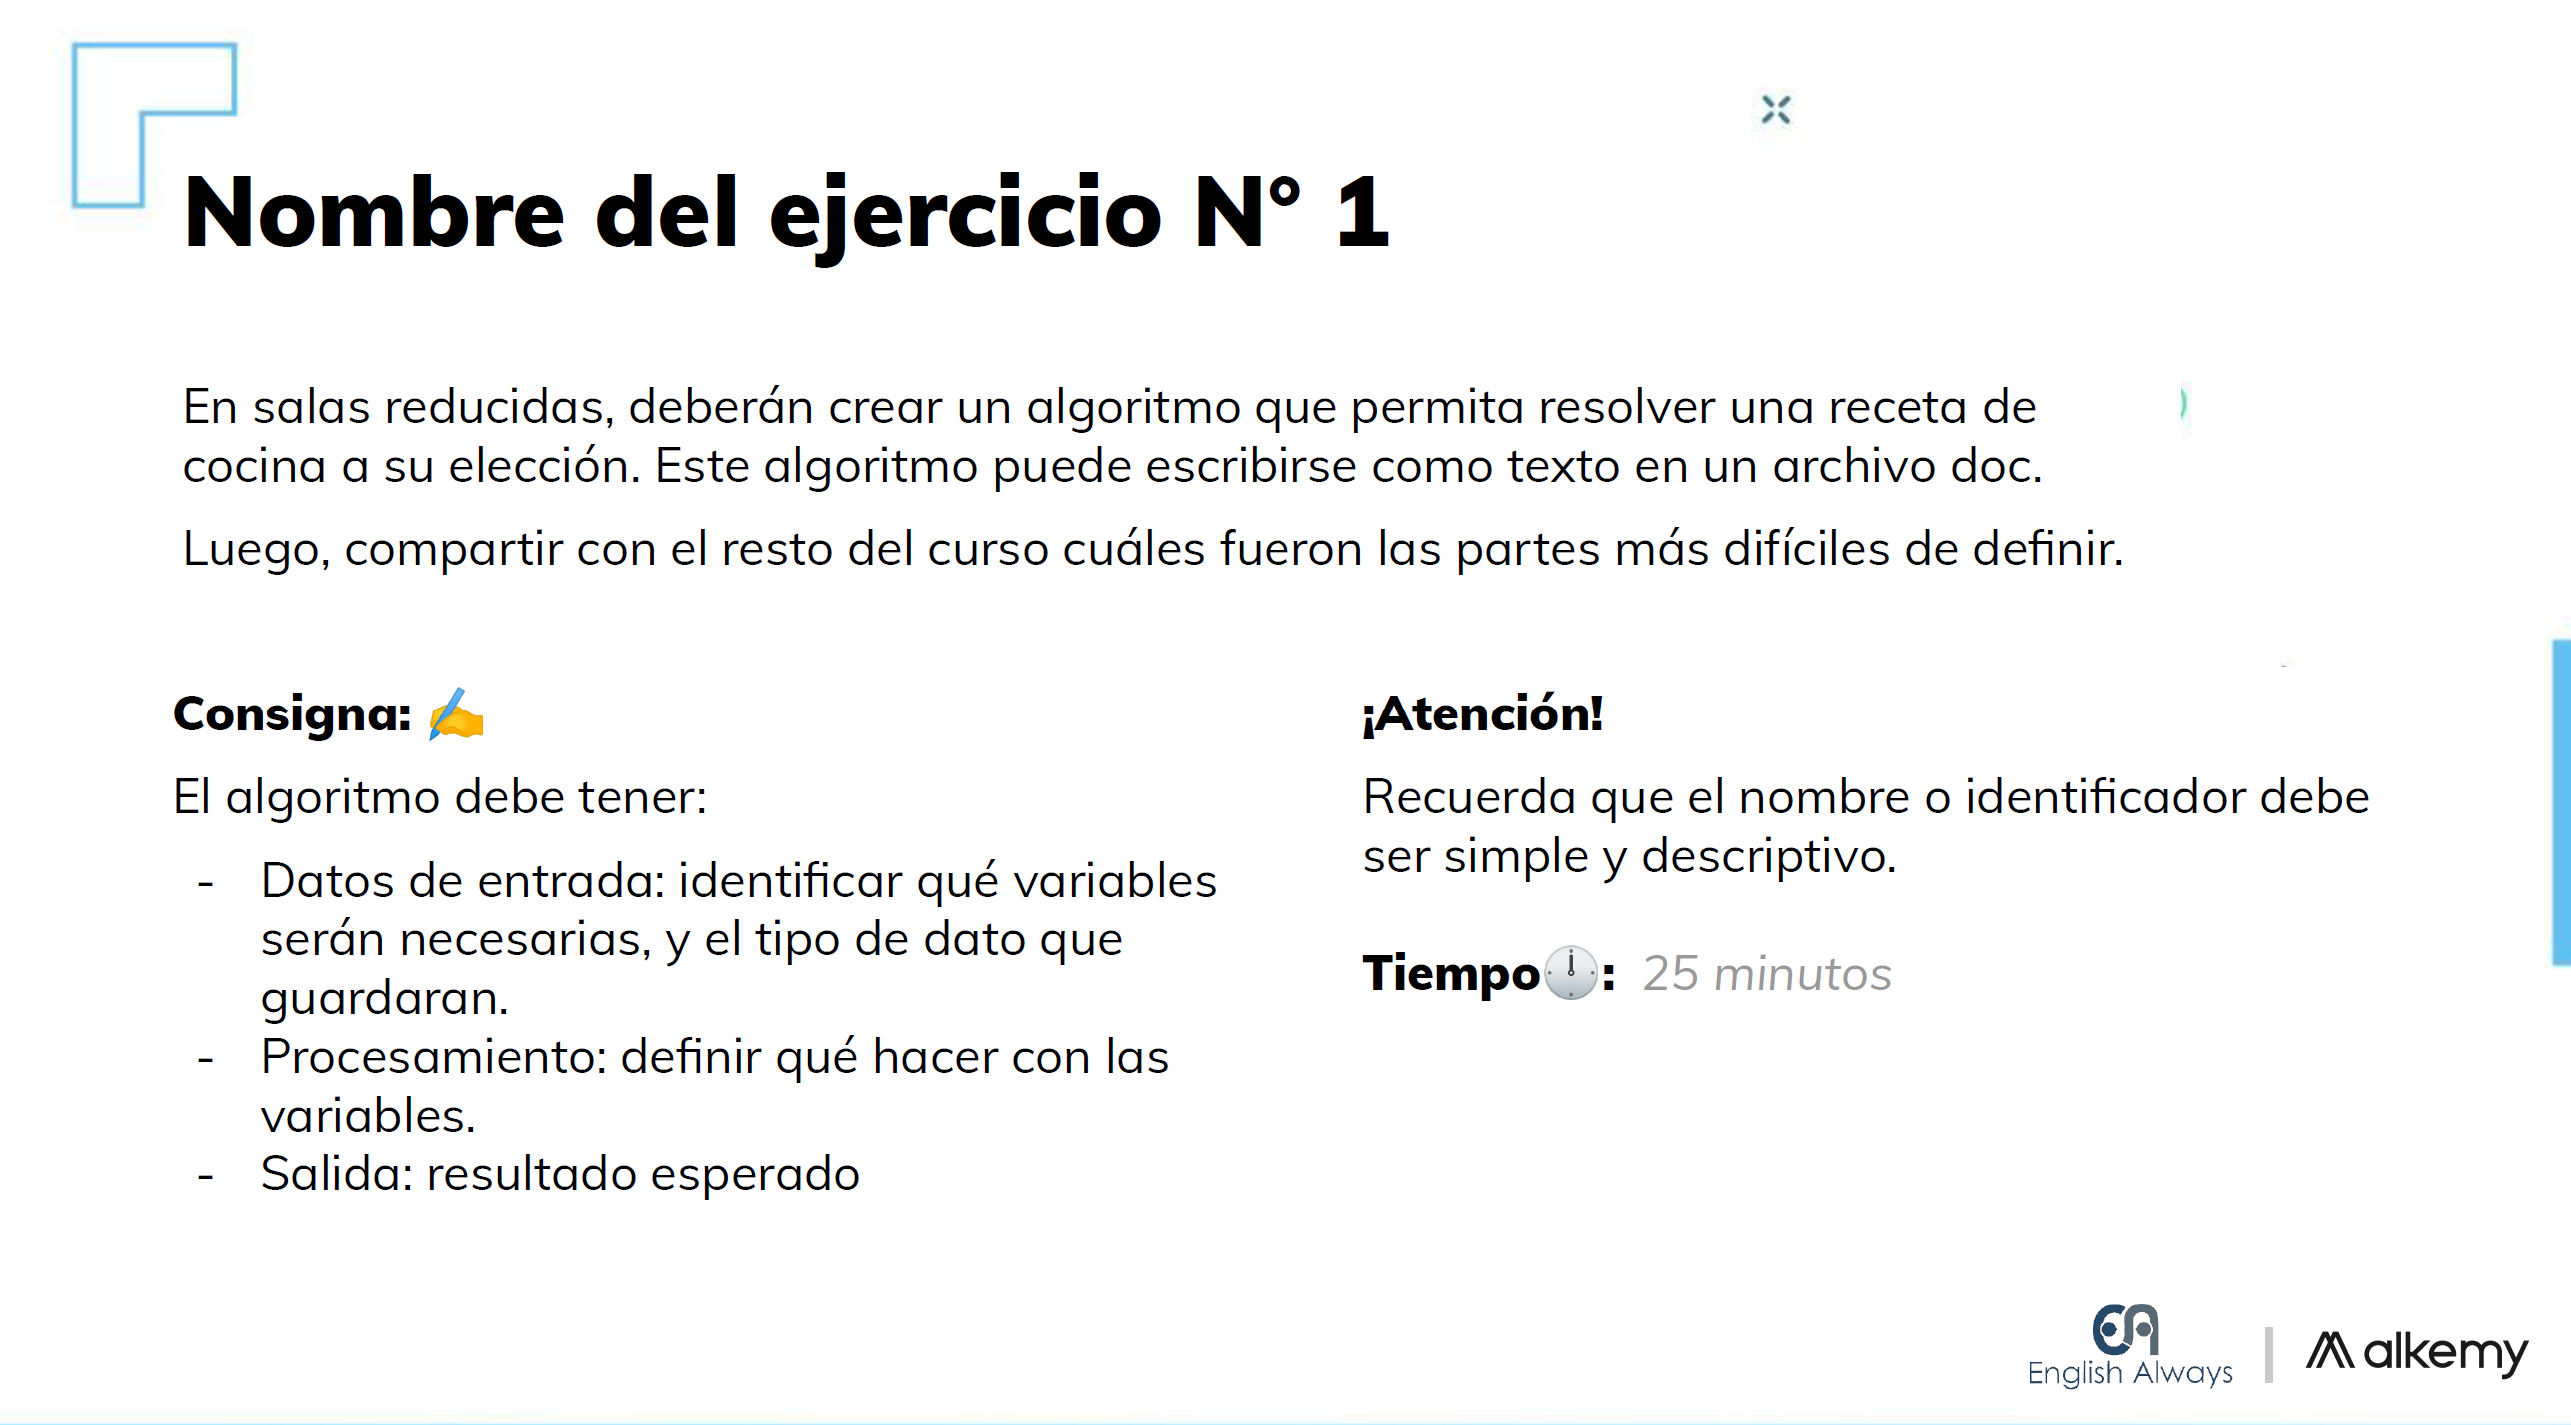 Nombre del ejercicio N° 1
En salas reducidas, deberán crear un algoritmo que permita resolver una receta de
cocina a su elección. Este algoritmo puede escribirse como texto en un archivo doc.
Luego, compartir con el resto del curso cuáles fueron las partes más difíciles de definir.
Consigna: ✍
El algoritmo debe tener:
- Datos de entrada: identificar qué variables
serán necesarias, y el tipo de dato que
guardaran.
- Procesamiento: definir qué hacer con las
variables.
- Salida: resultado esperado
¡Atención!
Recuerda que el nombre o identificador debe
ser simple y descriptivo.
Tiempo🕛: 25 minutos
English Always
alkemy